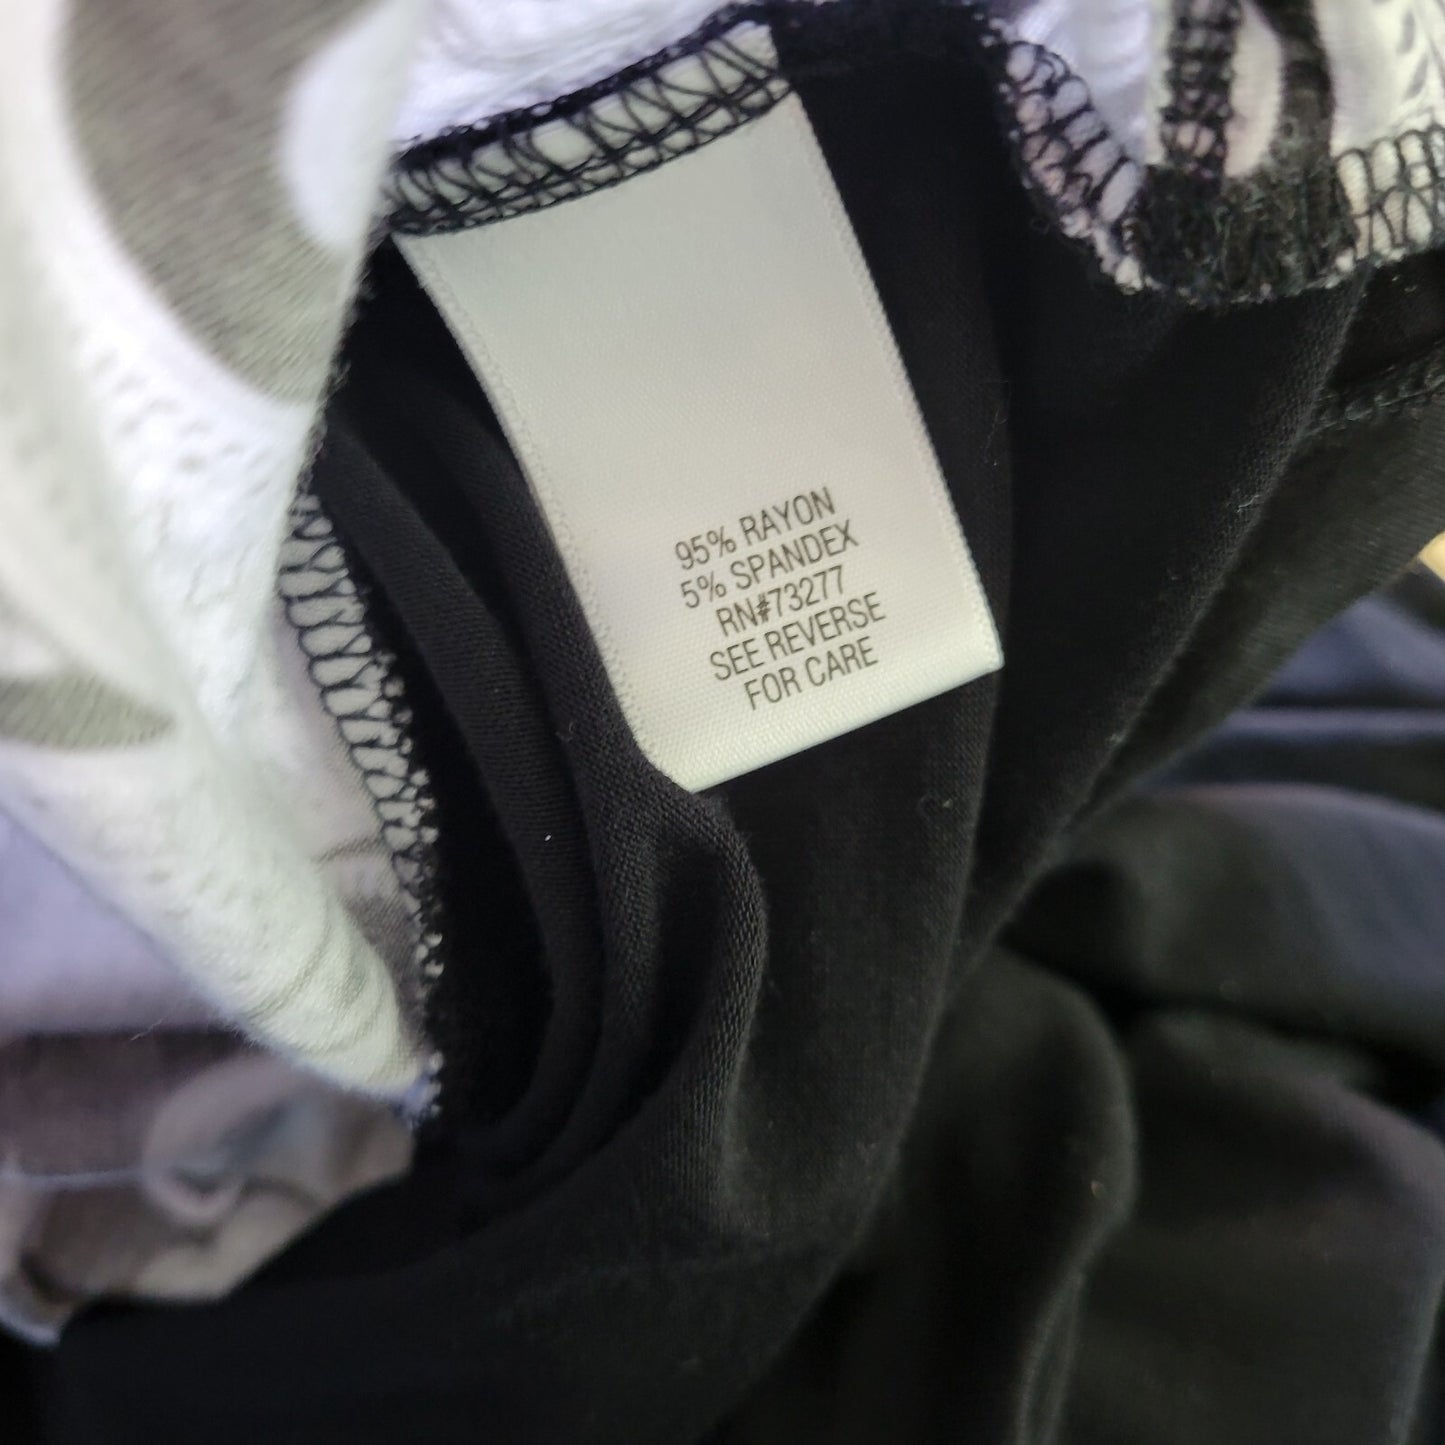 95% RAYON
5% SPANDEX
RN#73277
SEE REVERSE
FOR CARE